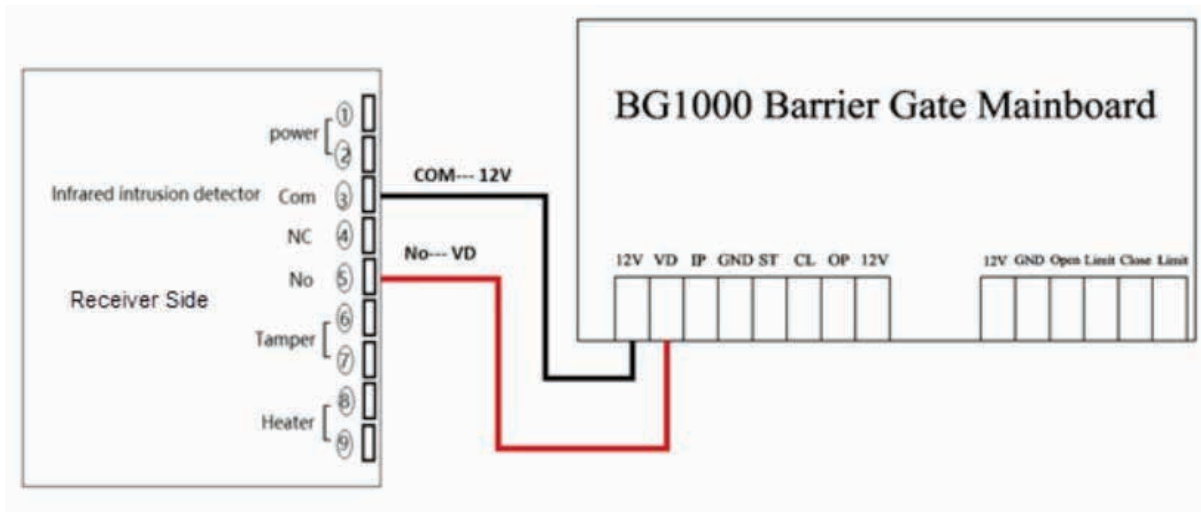 BG1000 Barrier Gate Mainboard
power
①
②
Infrared intrusion detector
Com
③
NC
④
No
⑤
Receiver Side
Tamper
⑥
⑦
Heater
⑧
⑨
COM--- 12V
No--- VD
12V VD IP GND ST CL OP 12V
12V GND Open Limit Close Limit